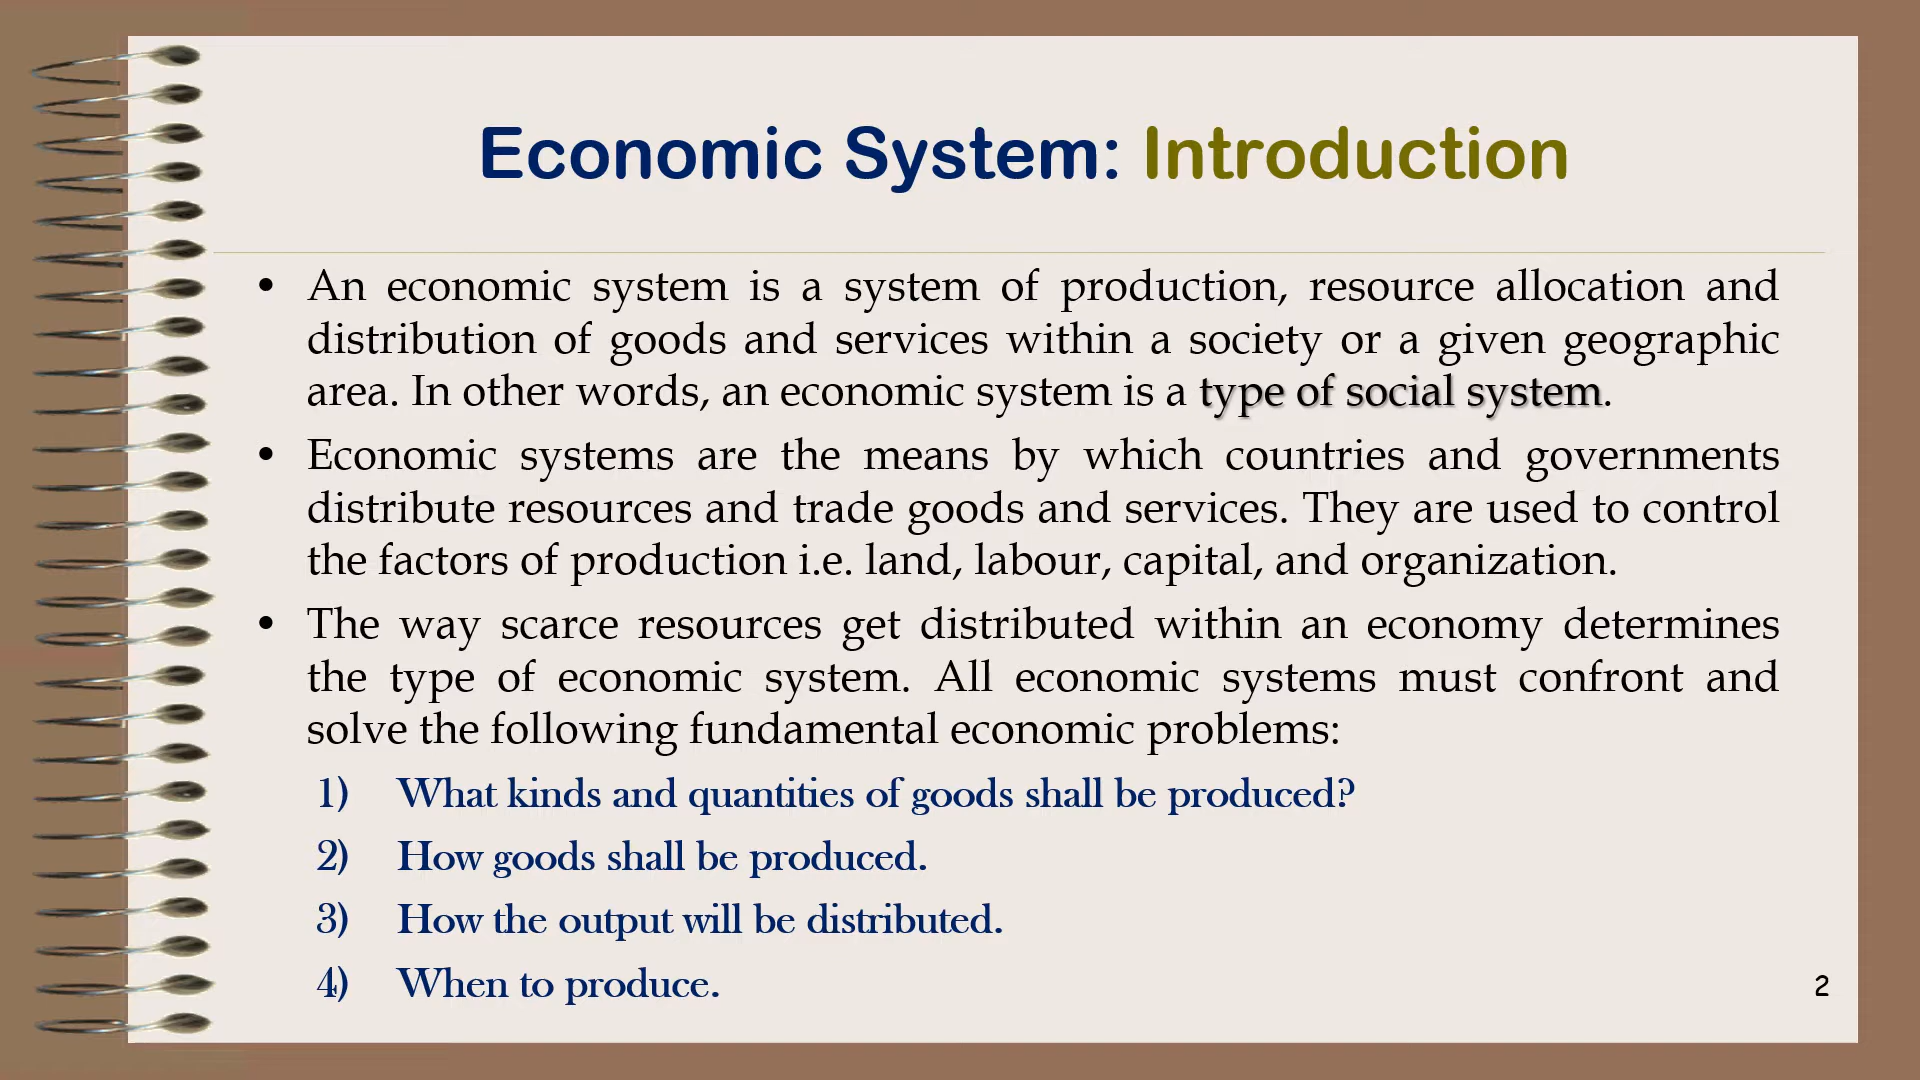 Economic System: Introduction
• An economic system is a system of production, resource allocation and
distribution of goods and services within a society or a given geographic
area. In other words, an economic system is a type of social system.
• Economic systems are the means by which countries and governments
distribute resources and trade goods and services. They are used to control
the factors of production i.e. land, labour, capital, and organization.
• The way scarce resources get distributed within an economy determines
the type of economic system. All economic systems must confront and
solve the following fundamental economic problems:
1) What kinds and quantities of goods shall be produced?
2) How goods shall be produced.
3) How the output will be distributed.
4) When to produce.
2